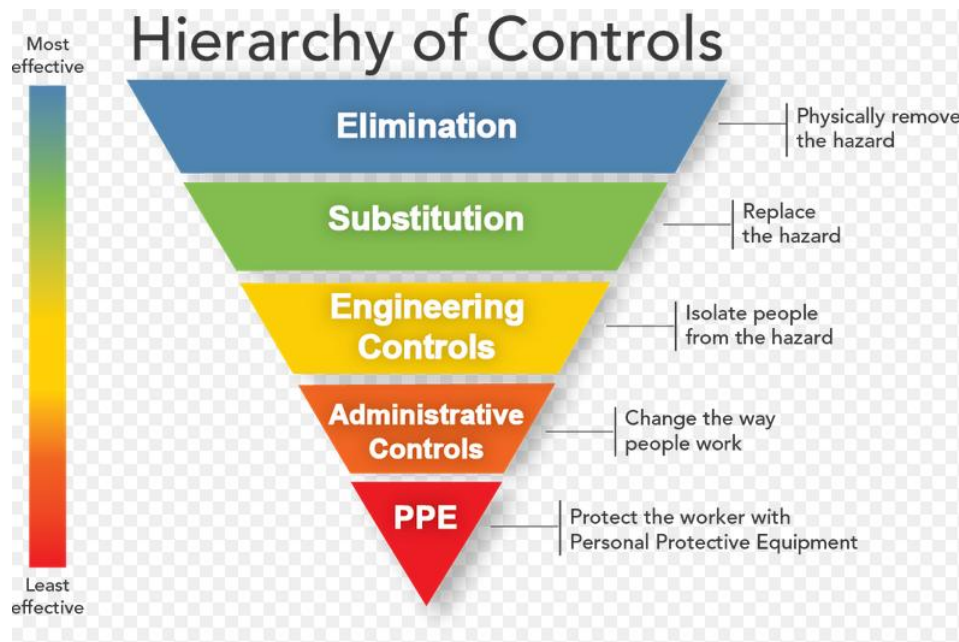 Hierarchy of Controls
Most
effective
Elimination
Physically remove
the hazard
Substitution
Replace
the hazard
Engineering
Controls
Isolate people
from the hazard
Administrative
Controls
Change the way
people work
PPE
Protect the worker with
Personal Protective Equipment
Least
effective